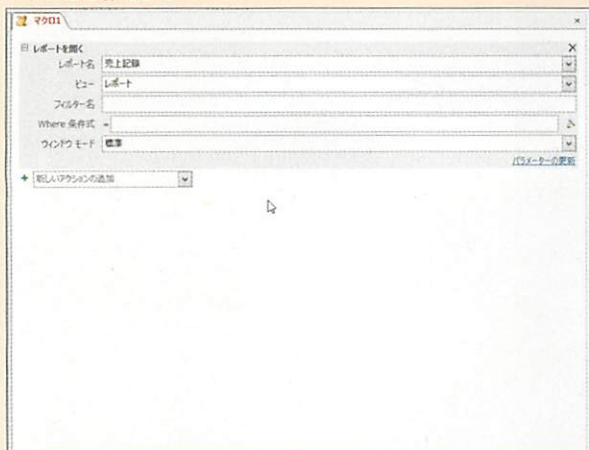 マクロ1
レポートを開く
レポート名 売上記録
ビュー レポート
フィルター名
Where 条件式 =
ウィンドウ モード 標準
パラメーターの更新
新しいアクションの追加